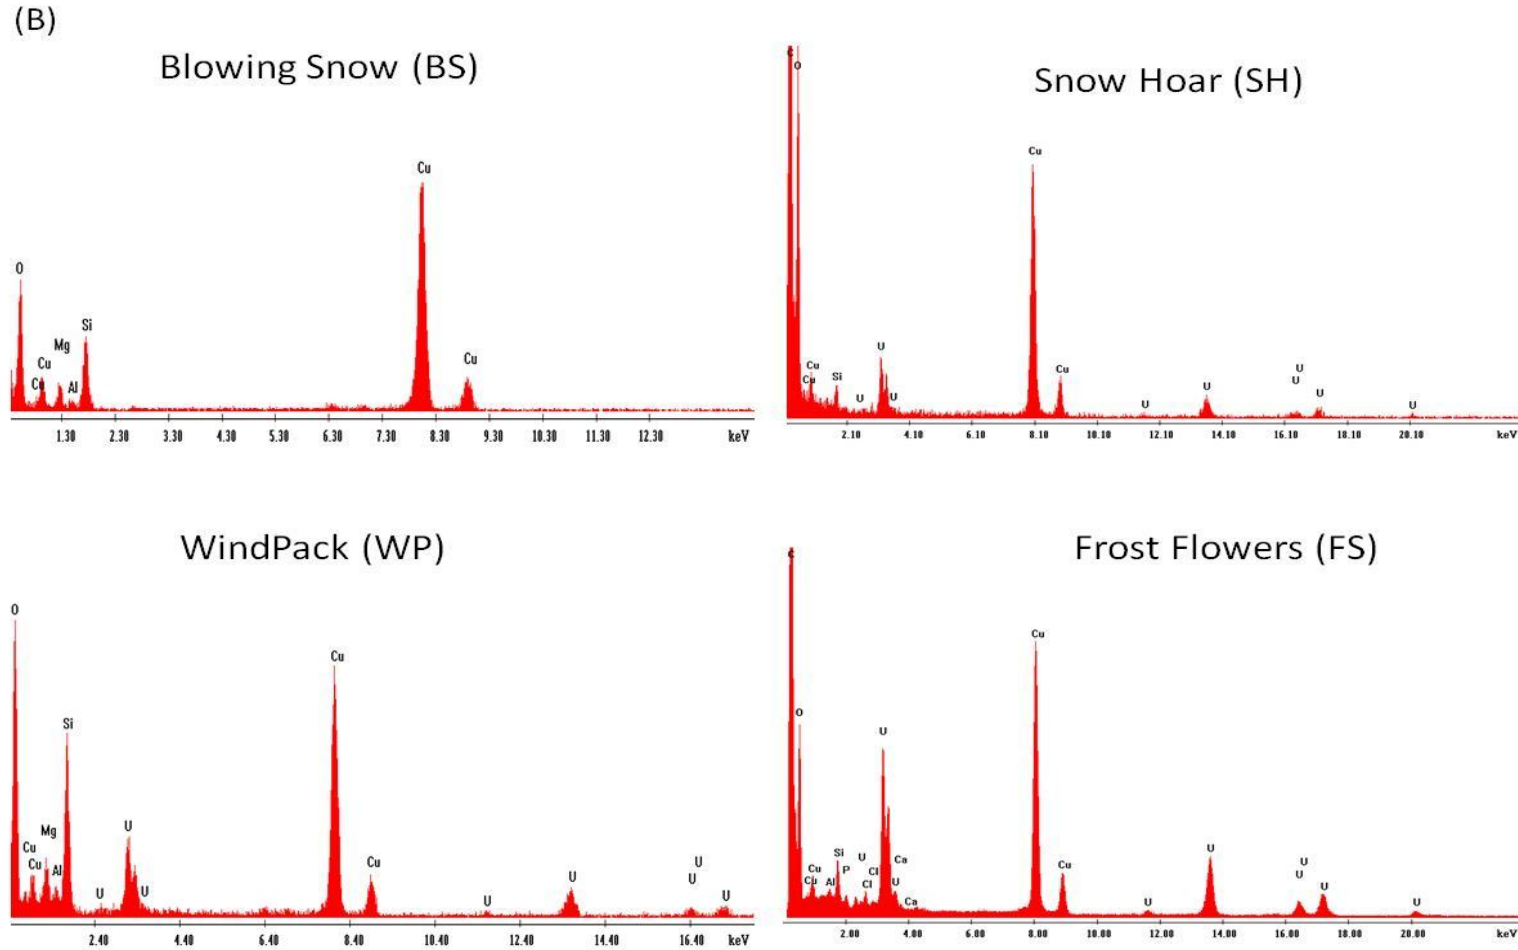 (B)
Blowing Snow (BS)
O
Cu
Cu
Mg
Al
Si
Cu
Cu
1.30 2.30 3.30 4.30 5.30 6.30 7.30 8.30 9.30 10.30 11.30 12.30 keV
Snow Hoar (SH)
C
O
Cu
Cu
Si
U
U
U
Cu
Cu
U
U
U
U
U
U
2.10 4.10 6.10 8.10 10.10 12.10 14.10 16.10 18.10 20.10 keV
WindPack (WP)
O
Cu
Cu
Mg
Al
Si
U
U
U
Cu
Cu
U
U
U
U
U
2.40 4.40 6.40 8.40 10.40 12.40 14.40 16.40 keV
Frost Flowers (FS)
C
O
Cu
Cu
Al
Si
P
U
Cl
Cl
U
Ca
U
Ca
Cu
Cu
U
U
U
U
U
U
2.00 4.00 6.00 8.00 10.00 12.00 14.00 16.00 18.00 20.00 keV